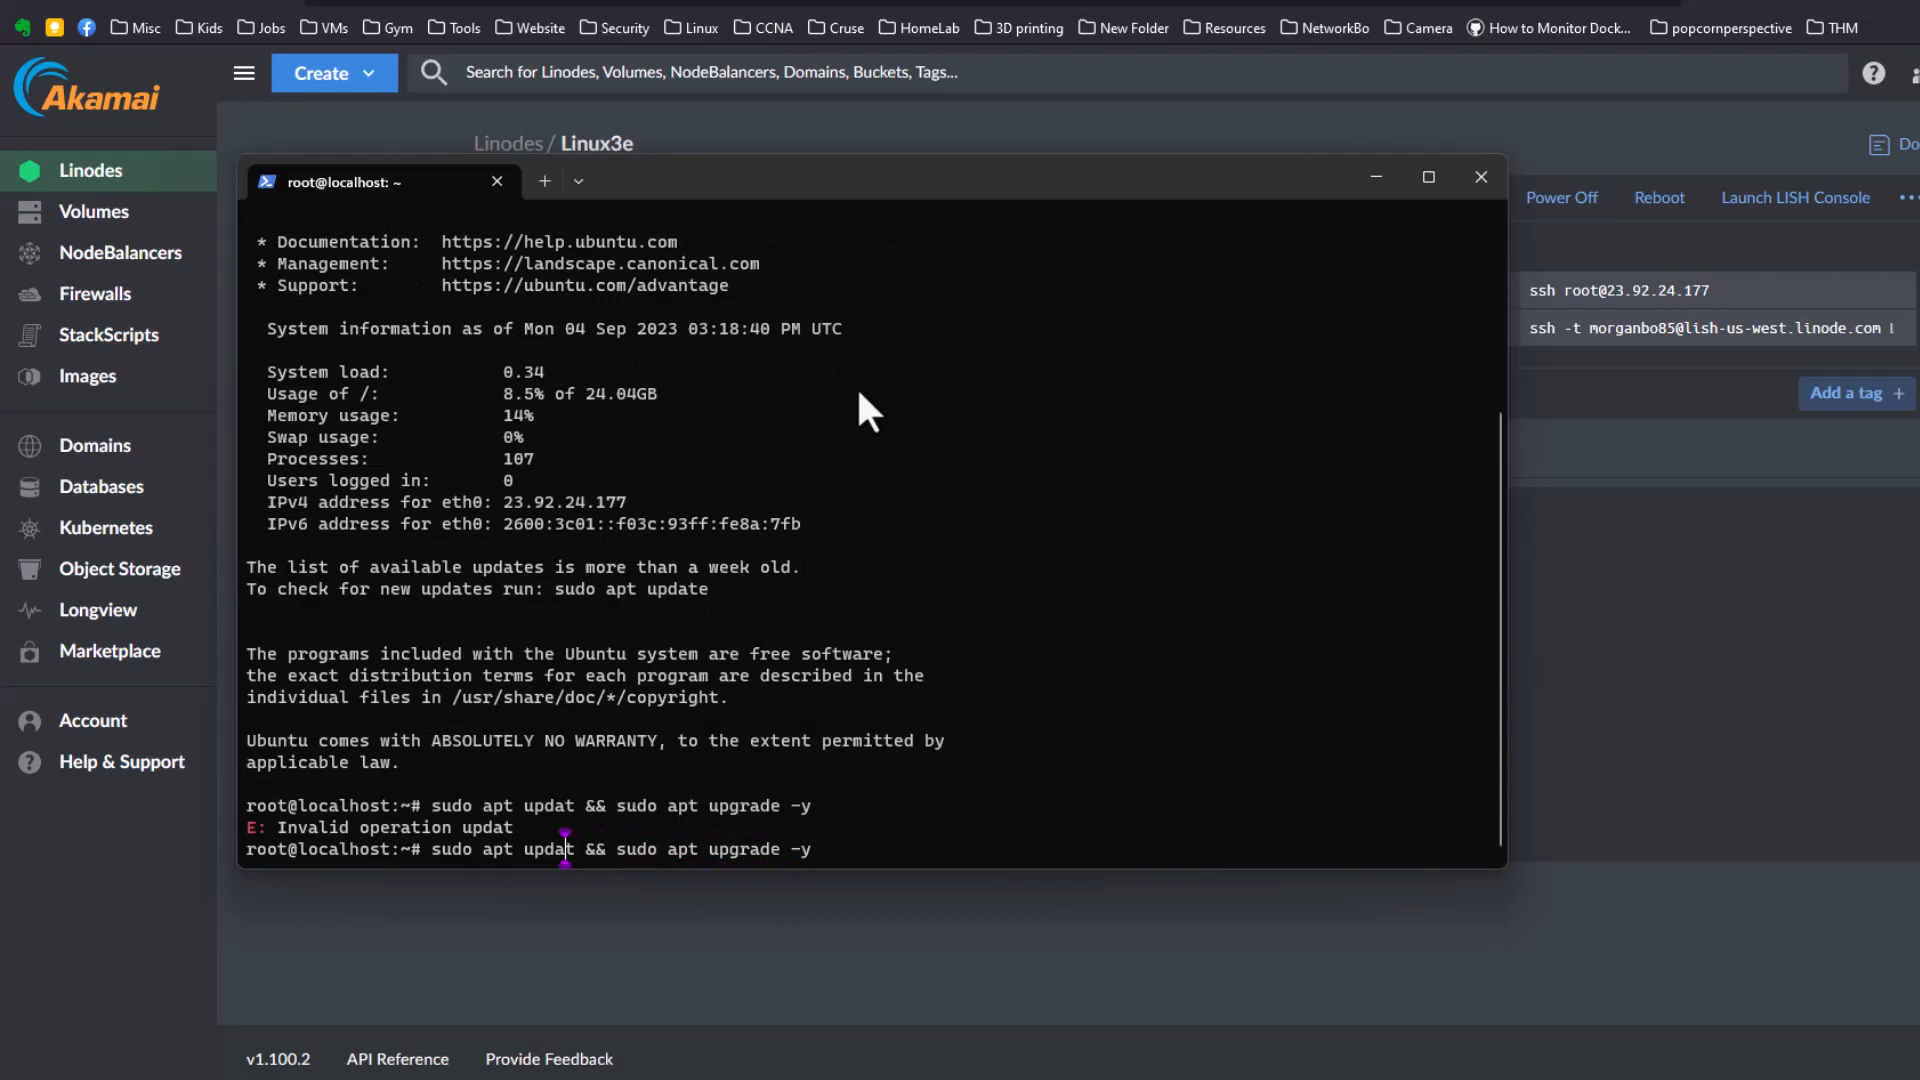 Misc Kids Jobs VMs Gym Tools Website Security Linux CCNA Cruse HomeLab 3D printing New Folder Resources NetworkBo Camera How to Monitor Dock... popcornperspective THM
Akamai
Create
Search for Linodes, Volumes, NodeBalancers, Domains, Buckets, Tags...
Linodes / Linux3e
Do
Linodes
Volumes
NodeBalancers
Firewalls
StackScripts
Images
Domains
Databases
Kubernetes
Object Storage
Longview
Marketplace
Account
Help & Support
Power Off Reboot Launch LISH Console
ssh root@23.92.24.177
ssh -t morganbo85@lish-us-west.linode.com l
Add a tag +
root@localhost: ~
* Documentation: https://help.ubuntu.com
* Management: https://landscape.canonical.com
* Support: https://ubuntu.com/advantage
System information as of Mon 04 Sep 2023 03:18:40 PM UTC
System load: 0.34
Usage of /: 8.5% of 24.04GB
Memory usage: 14%
Swap usage: 0%
Processes: 107
Users logged in: 0
IPv4 address for eth0: 23.92.24.177
IPv6 address for eth0: 2600:3c01::f03c:93ff:fe8a:7fb
The list of available updates is more than a week old.
To check for new updates run: sudo apt update
The programs included with the Ubuntu system are free software;
the exact distribution terms for each program are described in the
individual files in /usr/share/doc/*/copyright.
Ubuntu comes with ABSOLUTELY NO WARRANTY, to the extent permitted by
applicable law.
root@localhost:~# sudo apt updat && sudo apt upgrade -y
E: Invalid operation updat
root@localhost:~# sudo apt updat && sudo apt upgrade -y
v1.100.2 API Reference Provide Feedback